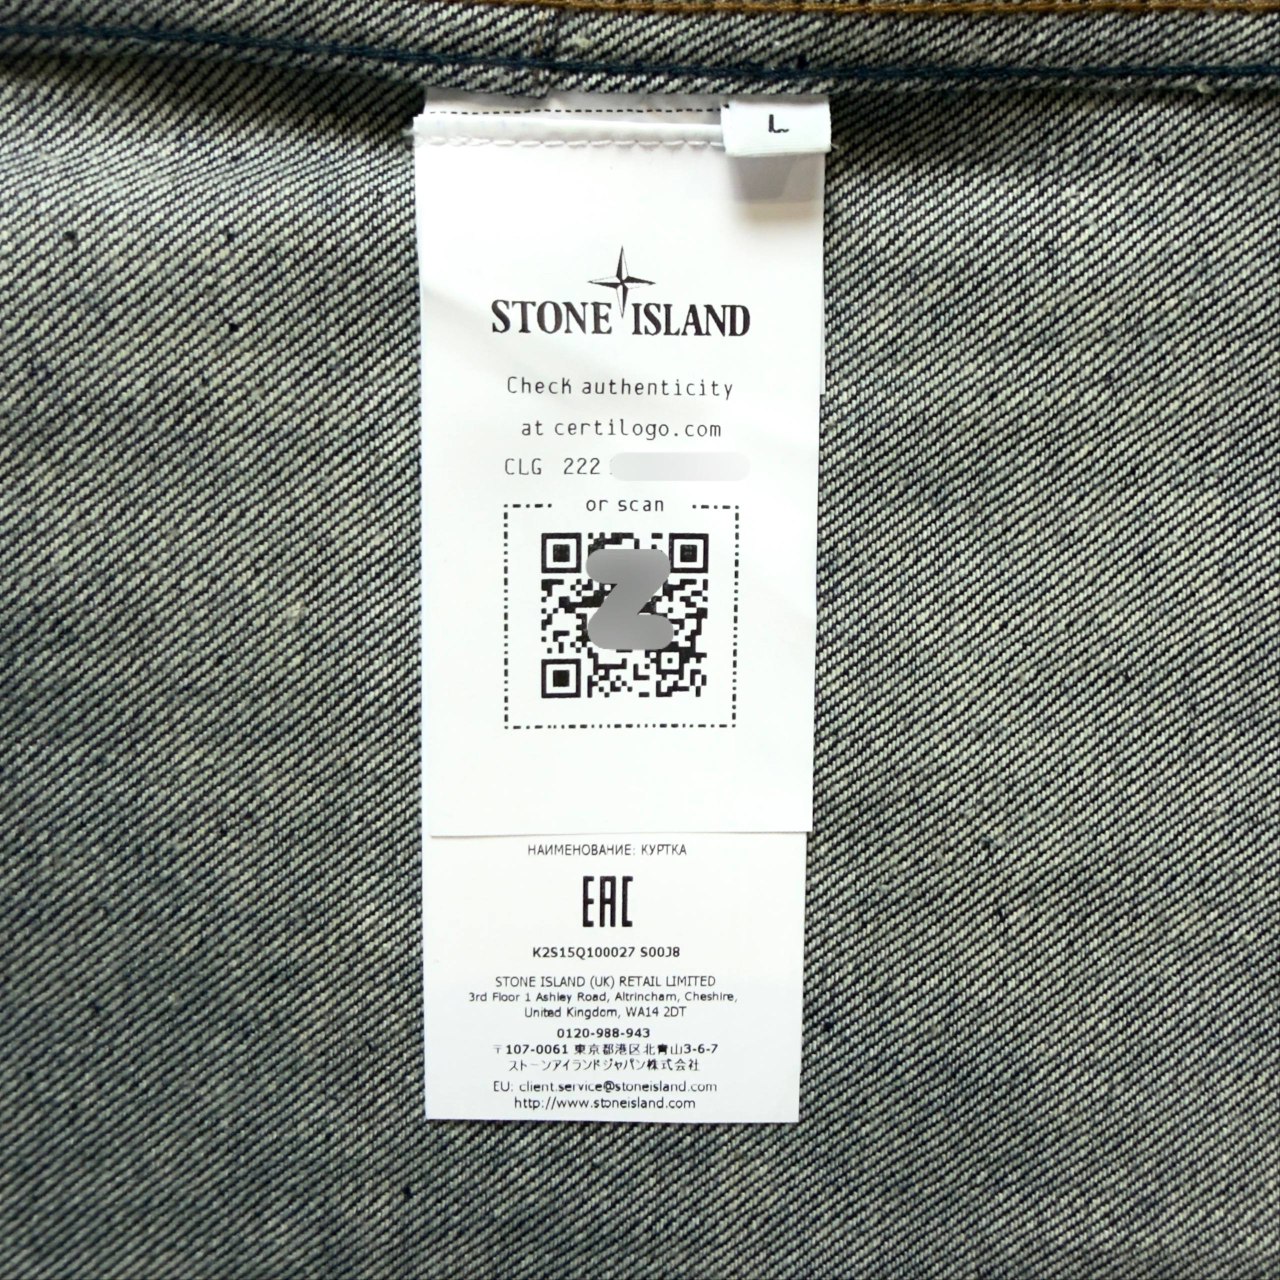 L
STONE ISLAND
Check authenticity
at certilogo.com
CLG 222
or scan
НАИМЕНОВАНИЕ: КУРТКА
EAC
K2S15Q100027 S00J8
STONE ISLAND (UK) RETAIL LIMITED
3rd Floor 1 Ashley Road, Altrincham, Cheshire,
United Kingdom, WA14 2DT
0120-988-943
〒107-0061 東京都港区北青山3-6-7
ストーンアイランドジャパン株式会社
EU: client.service@stoneisland.com
http://www.stoneisland.com